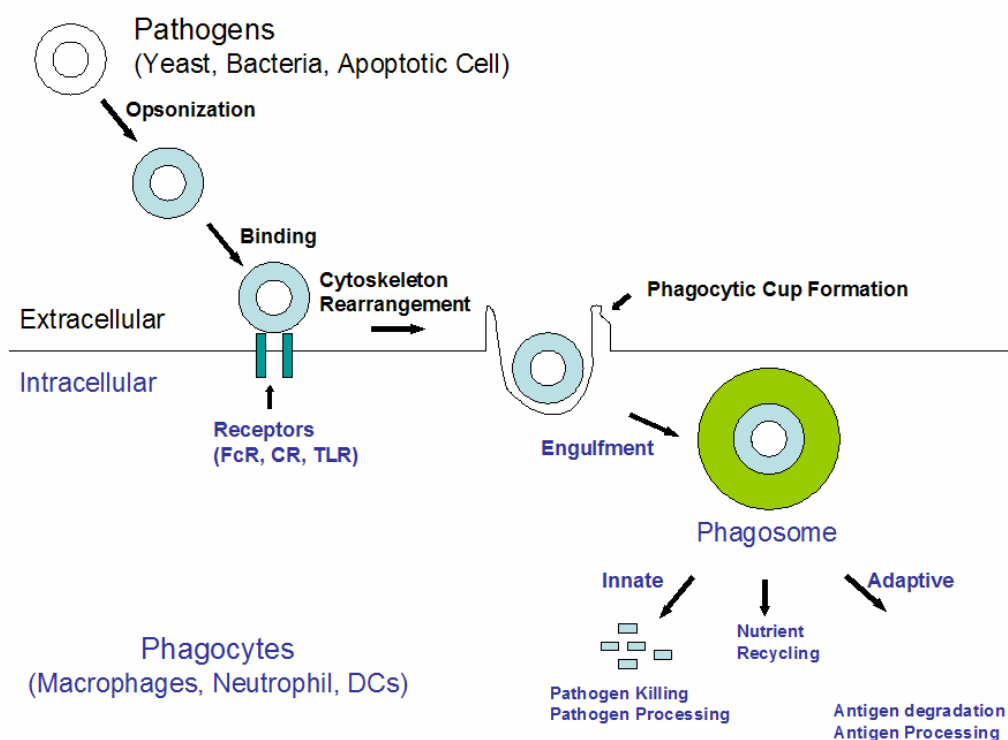 Pathogens
(Yeast, Bacteria, Apoptotic Cell)
Opsonization
Binding
Cytoskeleton
Rearrangement
Phagocytic Cup Formation
Extracellular
Intracellular
Receptors
(FcR, CR, TLR)
Engulfment
Phagosome
Innate
Adaptive
Nutrient
Recycling
Phagocytes
(Macrophages, Neutrophil, DCs)
Pathogen Killing
Pathogen Processing
Antigen degradation
Antigen Processing